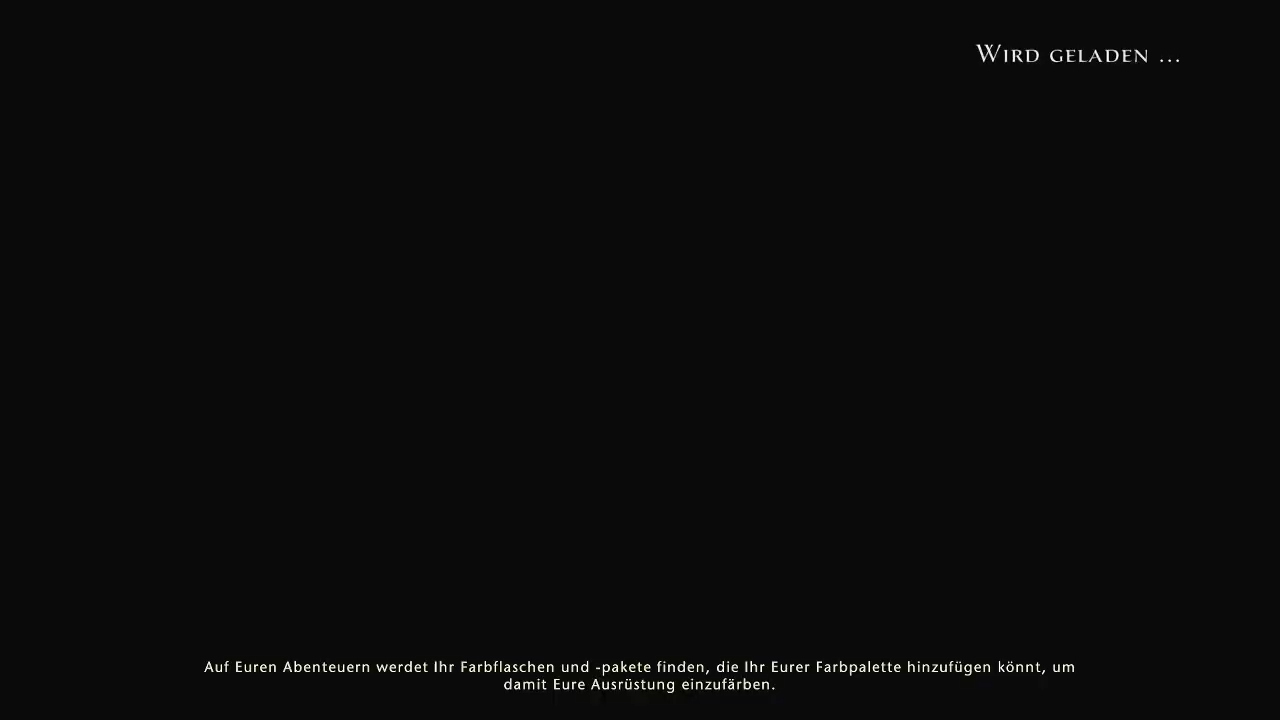 Wird geladen ...
Auf Euren Abenteuern werdet Ihr Farbflaschen und -pakete finden, die Ihr Eurer Farbpalette hinzufügen könnt, um
damit Eure Ausrüstung einzufärben.